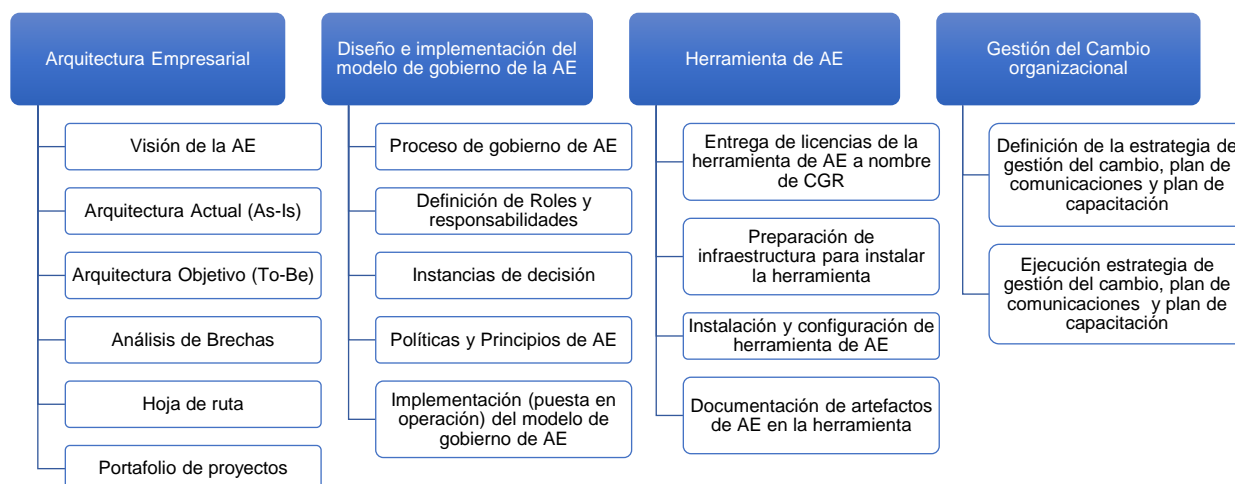 Arquitectura Empresarial
Visión de la AE
Arquitectura Actual (As-Is)
Arquitectura Objetivo (To-Be)
Análisis de Brechas
Hoja de ruta
Portafolio de proyectos
Diseño e implementación del
modelo de gobierno de la AE
Proceso de gobierno de AE
Definición de Roles y
responsabilidades
Instancias de decisión
Políticas y Principios de AE
Implementación (puesta en
operación) del modelo de
gobierno de AE
Herramienta de AE
Entrega de licencias de la
herramienta de AE a nombre
de CGR
Preparación de
infraestructura para instalar
la herramienta
Instalación y configuración de
herramienta de AE
Documentación de artefactos
de AE en la herramienta
Gestión del Cambio
organizacional
Definición de la estrategia de
gestión del cambio, plan de
comunicaciones y plan de
capacitación
Ejecución estrategia de
gestión del cambio, plan de
comunicaciones y plan de
capacitación